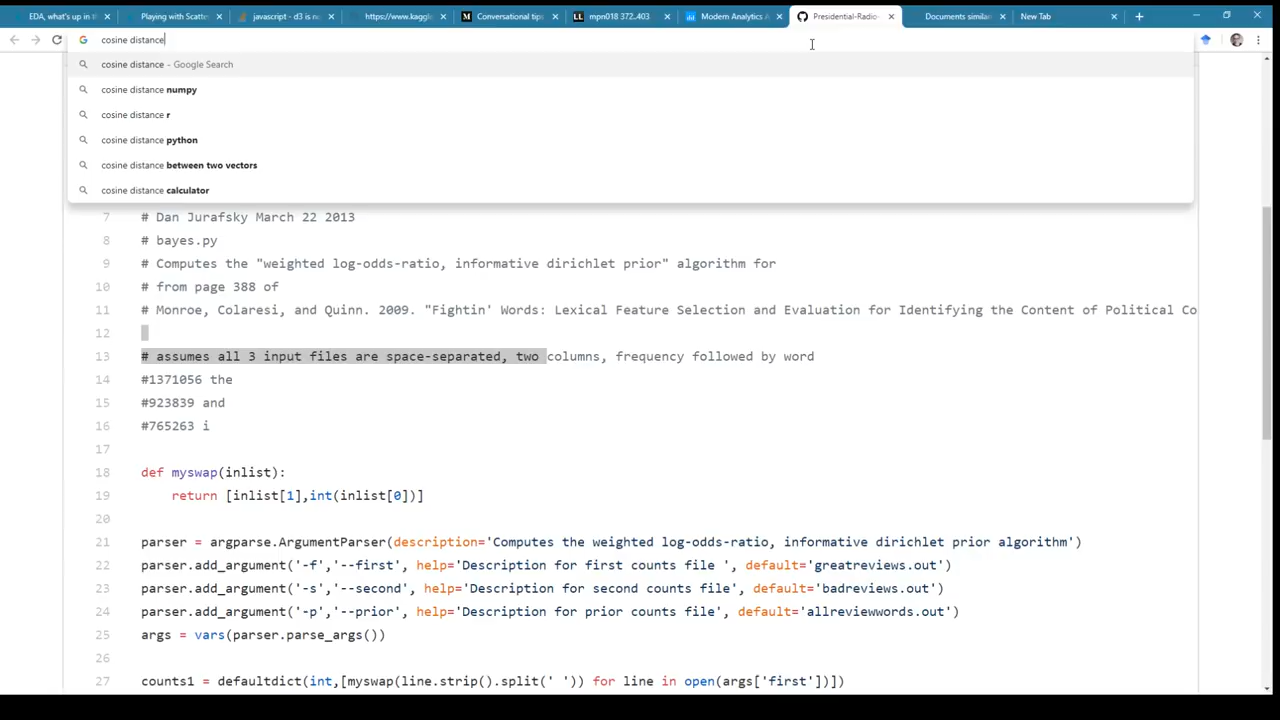 EDA, what's up in th
Playing with Scatte
javascript - d3 is no
https://www.kaggle
Conversational tips
mpn018 372..403
Modern Analytics A
Presidential-Radio-
Documents similar
New Tab
cosine distance
cosine distance - Google Search
cosine distance numpy
cosine distance r
cosine distance python
cosine distance between two vectors
cosine distance calculator
7 # Dan Jurafsky March 22 2013
8 # bayes.py
9 # Computes the "weighted log-odds-ratio, informative dirichlet prior" algorithm for
10 # from page 388 of
11 # Monroe, Colaresi, and Quinn. 2009. "Fightin' Words: Lexical Feature Selection and Evaluation for Identifying the Content of Political Co
12
13 # assumes all 3 input files are space-separated, two columns, frequency followed by word
14 #1371056 the
15 #923839 and
16 #765263 i
17
18 def myswap(inlist):
19 return [inlist[1],int(inlist[0])]
20
21 parser = argparse.ArgumentParser(description='Computes the weighted log-odds-ratio, informative dirichlet prior algorithm')
22 parser.add_argument('-f','--first', help='Description for first counts file ', default='greatreviews.out')
23 parser.add_argument('-s','--second', help='Description for second counts file', default='badreviews.out')
24 parser.add_argument('-p','--prior', help='Description for prior counts file', default='allreviewwords.out')
25 args = vars(parser.parse_args())
26
27 counts1 = defaultdict(int,[myswap(line.strip().split(' ')) for line in open(args['first'])])